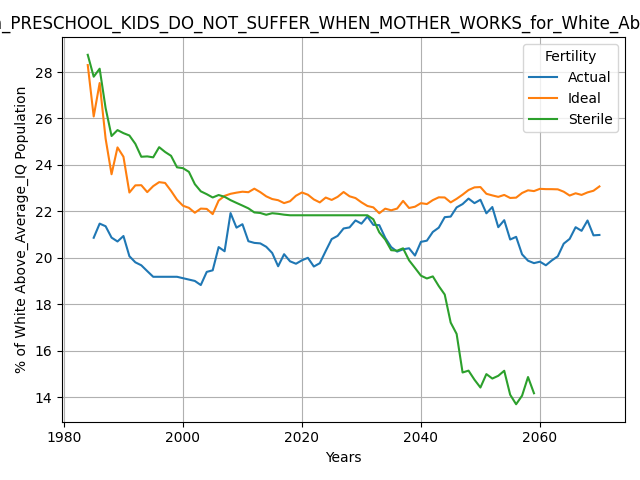 _PRESCHOOL_KIDS_DO_NOT_SUFFER_WHEN_MOTHER_WORKS_for_White_Ab
Fertility
Actual
Ideal
Sterile
% of White Above_Average_IQ Population
28
26
24
22
20
18
16
14
1980
2000
2020
2040
2060
Years